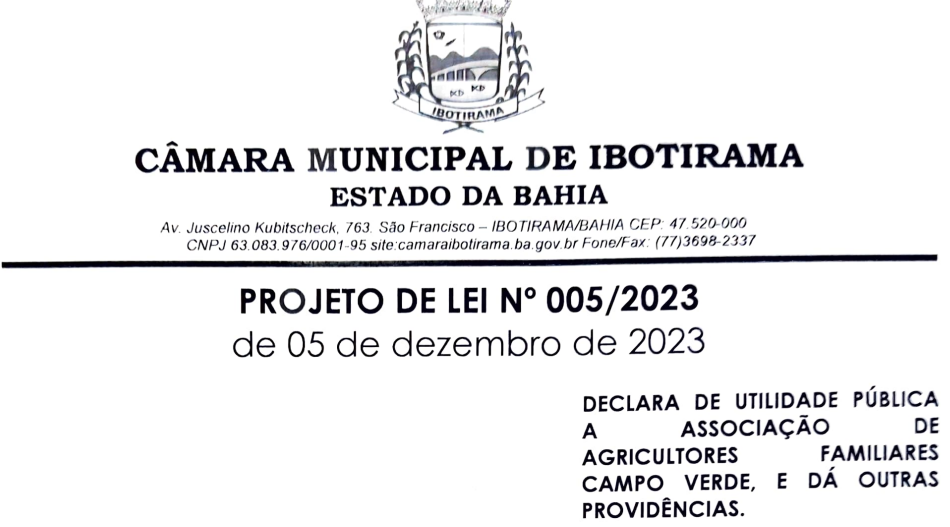 IBOTIRAMA
CÂMARA MUNICIPAL DE IBOTIRAMA
ESTADO DA BAHIA
Av. Juscelino Kubitscheck, 763. São Francisco – IBOTIRAMA/BAHIA CEP: 47.520-000
CNPJ 63.083.976/0001-95 site:camaraibotirama.ba.gov.br Fone/Fax: (77)3698-2337
PROJETO DE LEI Nº 005/2023
de 05 de dezembro de 2023
DECLARA DE UTILIDADE PÚBLICA
A ASSOCIAÇÃO DE
AGRICULTORES FAMILIARES
CAMPO VERDE, E DÁ OUTRAS
PROVIDÊNCIAS.